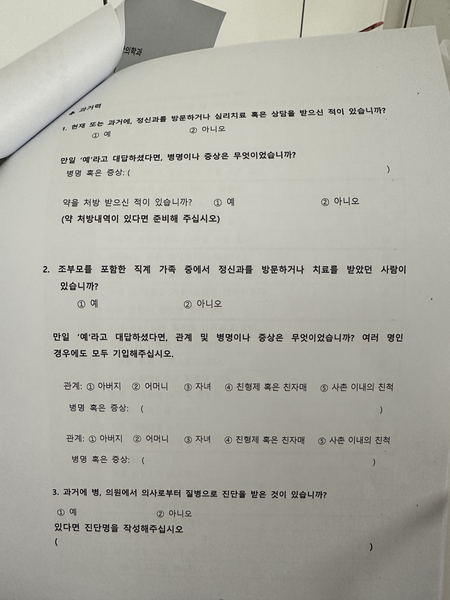 의학과
※ 과거력
1. 현재 또는 과거에, 정신과를 방문하거나 심리치료 혹은 상담을 받으신 적이 있습니까?
① 예 ② 아니오
만일 '예'라고 대답하셨다면, 병명이나 증상은 무엇이었습니까?
병명 혹은 증상: ( )
약을 처방 받으신 적이 있습니까? ① 예 ② 아니오
(약 처방내역이 있다면 준비해 주십시오)
2. 조부모를 포함한 직계 가족 중에서 정신과를 방문하거나 치료를 받았던 사람이
있습니까?
① 예 ② 아니오
만일 '예'라고 대답하셨다면, 관계 및 병명이나 증상은 무엇이었습니까? 여러 명인
경우에도 모두 기입해주십시오.
관계: ① 아버지 ② 어머니 ③ 자녀 ④ 친형제 혹은 친자매 ⑤ 사촌 이내의 친척
병명 혹은 증상: ( )
관계: ① 아버지 ② 어머니 ③ 자녀 ④ 친형제 혹은 친자매 ⑤ 사촌 이내의 친척
병명 혹은 증상: ( )
3. 과거에 병, 의원에서 의사로부터 질병으로 진단을 받은 것이 있습니까?
① 예 ② 아니오
있다면 진단명을 작성해주십시오
( )